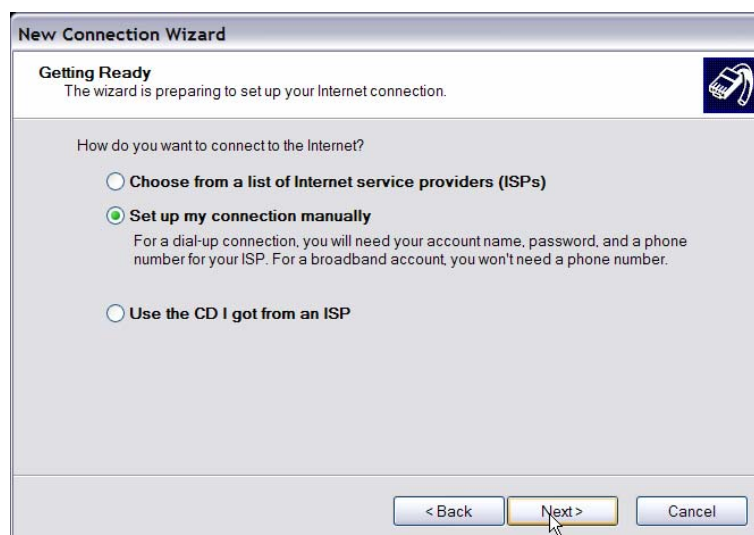 New Connection Wizard
Getting Ready
The wizard is preparing to set up your Internet connection.
How do you want to connect to the Internet?
Choose from a list of Internet service providers (ISPs)
Set up my connection manually
For a dial-up connection, you will need your account name, password, and a phone
number for your ISP. For a broadband account, you won't need a phone number.
Use the CD I got from an ISP
< Back Next > Cancel